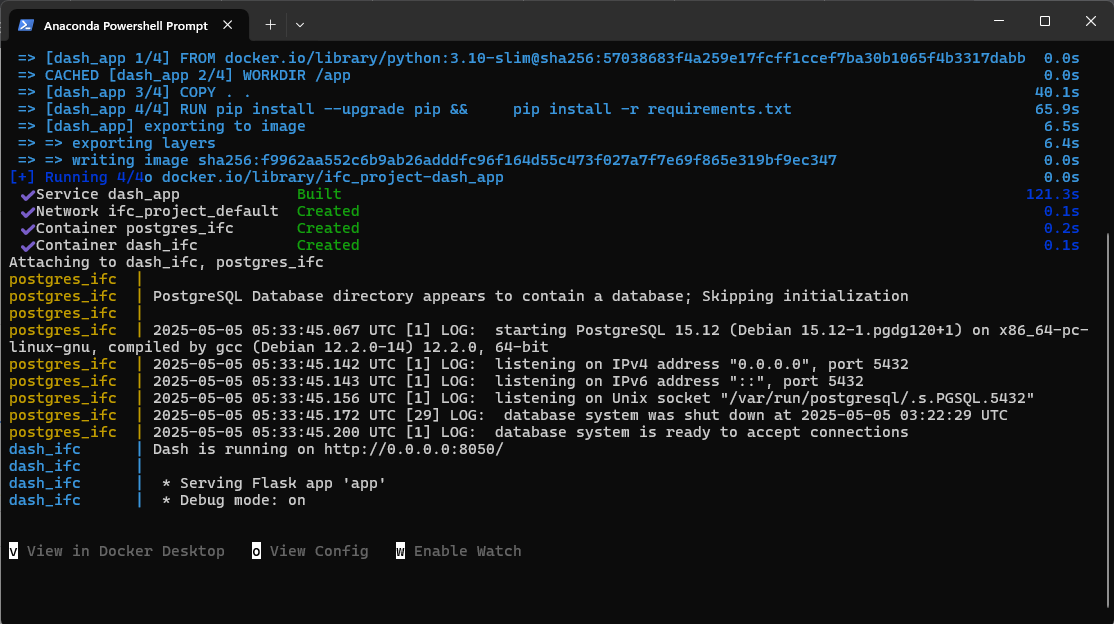 Anaconda Powershell Prompt
=> [dash_app 1/4] FROM docker.io/library/python:3.10-slim@sha256:57038683f4a259e17fcff1ccef7ba30b1065f4b3317dabb 0.0s
=> CACHED [dash_app 2/4] WORKDIR /app 0.0s
=> [dash_app 3/4] COPY . . 40.1s
=> [dash_app 4/4] RUN pip install --upgrade pip && pip install -r requirements.txt 65.9s
=> [dash_app] exporting to image 6.5s
=> => exporting layers 6.4s
=> => writing image sha256:f9962aa552c6b9ab26adddfc96f164d55c473f027a7f7e69f865e319bf9ec347 0.0s
[+] Running 4/4o docker.io/library/ifc_project-dash_app 0.0s
✔Service dash_app Built 121.3s
✔Network ifc_project_default Created 0.1s
✔Container postgres_ifc Created 0.2s
✔Container dash_ifc Created 0.1s
Attaching to dash_ifc, postgres_ifc
postgres_ifc |
postgres_ifc | PostgreSQL Database directory appears to contain a database; Skipping initialization
postgres_ifc |
postgres_ifc | 2025-05-05 05:33:45.067 UTC [1] LOG: starting PostgreSQL 15.12 (Debian 15.12-1.pgdg120+1) on x86_64-pc-
linux-gnu, compiled by gcc (Debian 12.2.0-14) 12.2.0, 64-bit
postgres_ifc | 2025-05-05 05:33:45.142 UTC [1] LOG: listening on IPv4 address "0.0.0.0", port 5432
postgres_ifc | 2025-05-05 05:33:45.143 UTC [1] LOG: listening on IPv6 address "::", port 5432
postgres_ifc | 2025-05-05 05:33:45.156 UTC [1] LOG: listening on Unix socket "/var/run/postgresql/.s.PGSQL.5432"
postgres_ifc | 2025-05-05 05:33:45.172 UTC [29] LOG: database system was shut down at 2025-05-05 03:22:29 UTC
postgres_ifc | 2025-05-05 05:33:45.200 UTC [1] LOG: database system is ready to accept connections
dash_ifc | Dash is running on http://0.0.0.0:8050/
dash_ifc |
dash_ifc | * Serving Flask app 'app'
dash_ifc | * Debug mode: on
v View in Docker Desktop o View Config w Enable Watch